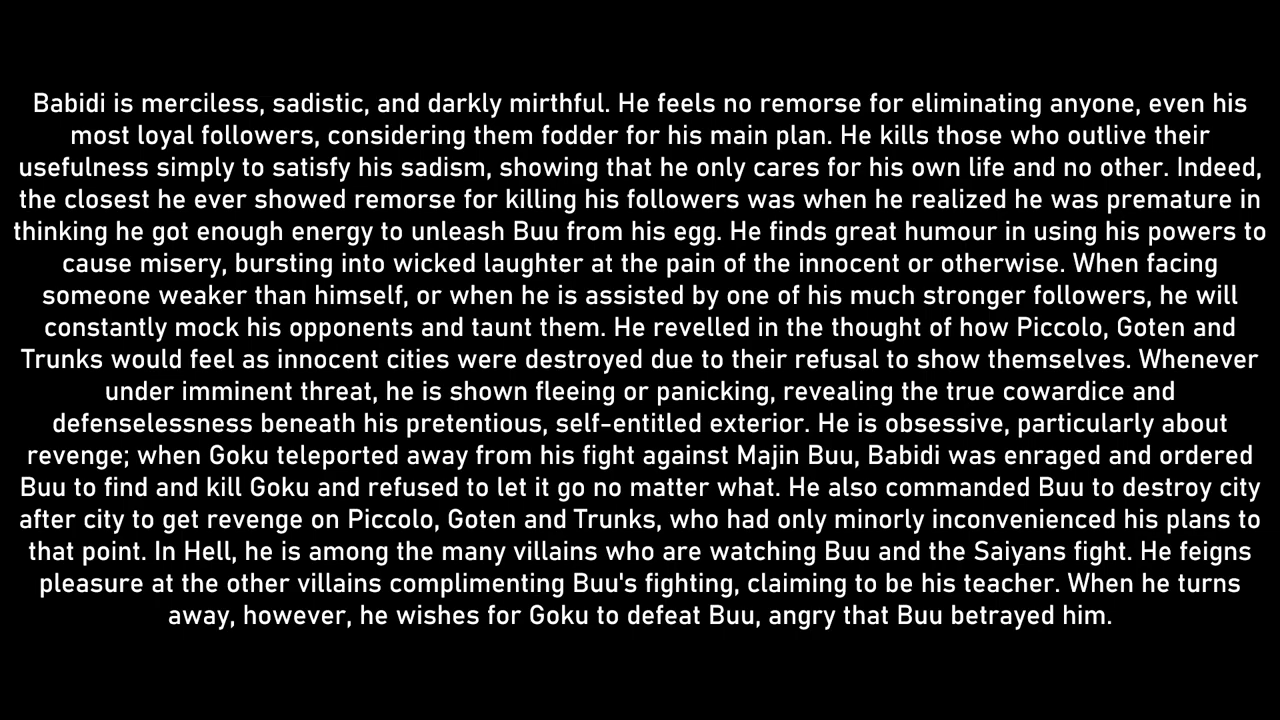 Babidi is merciless, sadistic, and darkly mirthful. He feels no remorse for eliminating anyone, even his
most loyal followers, considering them fodder for his main plan. He kills those who outlive their
usefulness simply to satisfy his sadism, showing that he only cares for his own life and no other. Indeed,
the closest he ever showed remorse for killing his followers was when he realized he was premature in
thinking he got enough energy to unleash Buu from his egg. He finds great humour in using his powers to
cause misery, bursting into wicked laughter at the pain of the innocent or otherwise. When facing
someone weaker than himself, or when he is assisted by one of his much stronger followers, he will
constantly mock his opponents and taunt them. He revelled in the thought of how Piccolo, Goten and
Trunks would feel as innocent cities were destroyed due to their refusal to show themselves. Whenever
under imminent threat, he is shown fleeing or panicking, revealing the true cowardice and
defenselessness beneath his pretentious, self-entitled exterior. He is obsessive, particularly about
revenge; when Goku teleported away from his fight against Majin Buu, Babidi was enraged and ordered
Buu to find and kill Goku and refused to let it go no matter what. He also commanded Buu to destroy city
after city to get revenge on Piccolo, Goten and Trunks, who had only minorly inconvenienced his plans to
that point. In Hell, he is among the many villains who are watching Buu and the Saiyans fight. He feigns
pleasure at the other villains complimenting Buu's fighting, claiming to be his teacher. When he turns
away, however, he wishes for Goku to defeat Buu, angry that Buu betrayed him.